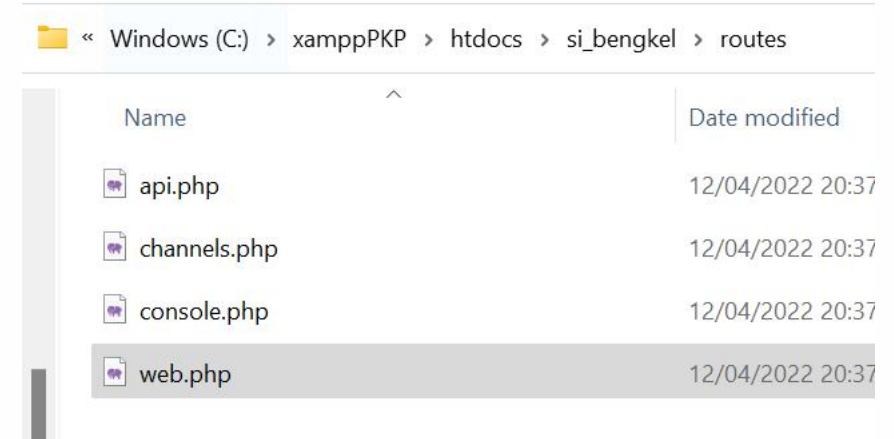 « Windows (C:) > xamppPKP > htdocs > si_bengkel > routes
Name Date modified
api.php 12/04/2022 20:37
channels.php 12/04/2022 20:37
console.php 12/04/2022 20:37
web.php 12/04/2022 20:37